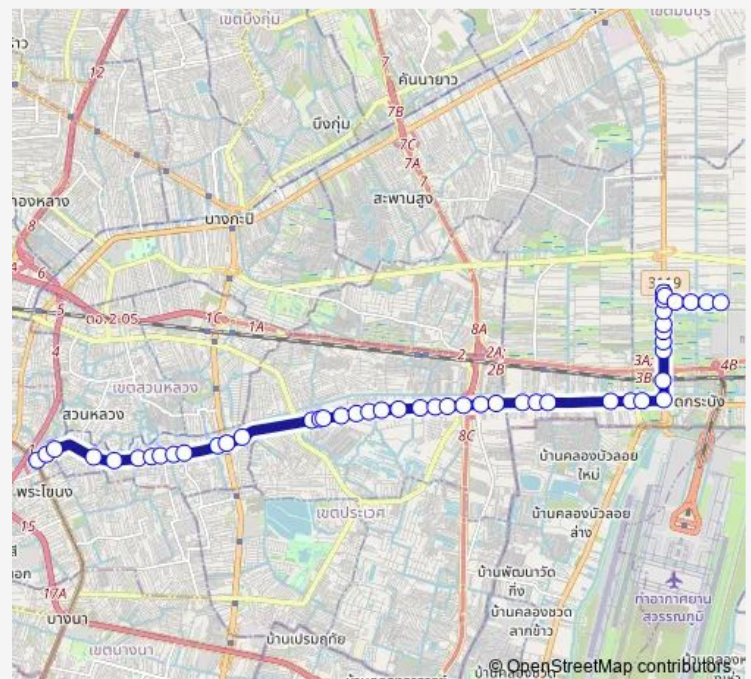 เขตบึงกุ่ม
เขตมีนบุรี
12
7
คันนายาว
7B
บึงกุ่ม
7C
7A
7
สะพานสูง
บางกะปิ
8
6
3119
5
1C
1A
8A
4
2
2A;
2B
3A;
3B
4B
เขตสวนหลวง
สวนหลวง
8C
บ้านคลองบัวลอย
ใหม่
พระโขนง
เขตประเวศ
บ้านคลองบัวลอย
ล่าง
15
บ้านพัฒนาวัด
17A
บ้านคลองชวด
ลากข้าว
ท่าอากาศยาน
สุวรรณภูมิ
บางนา
เขตบางนา
บ้านเปรมฤทัย
© OpenStreetMap contributors